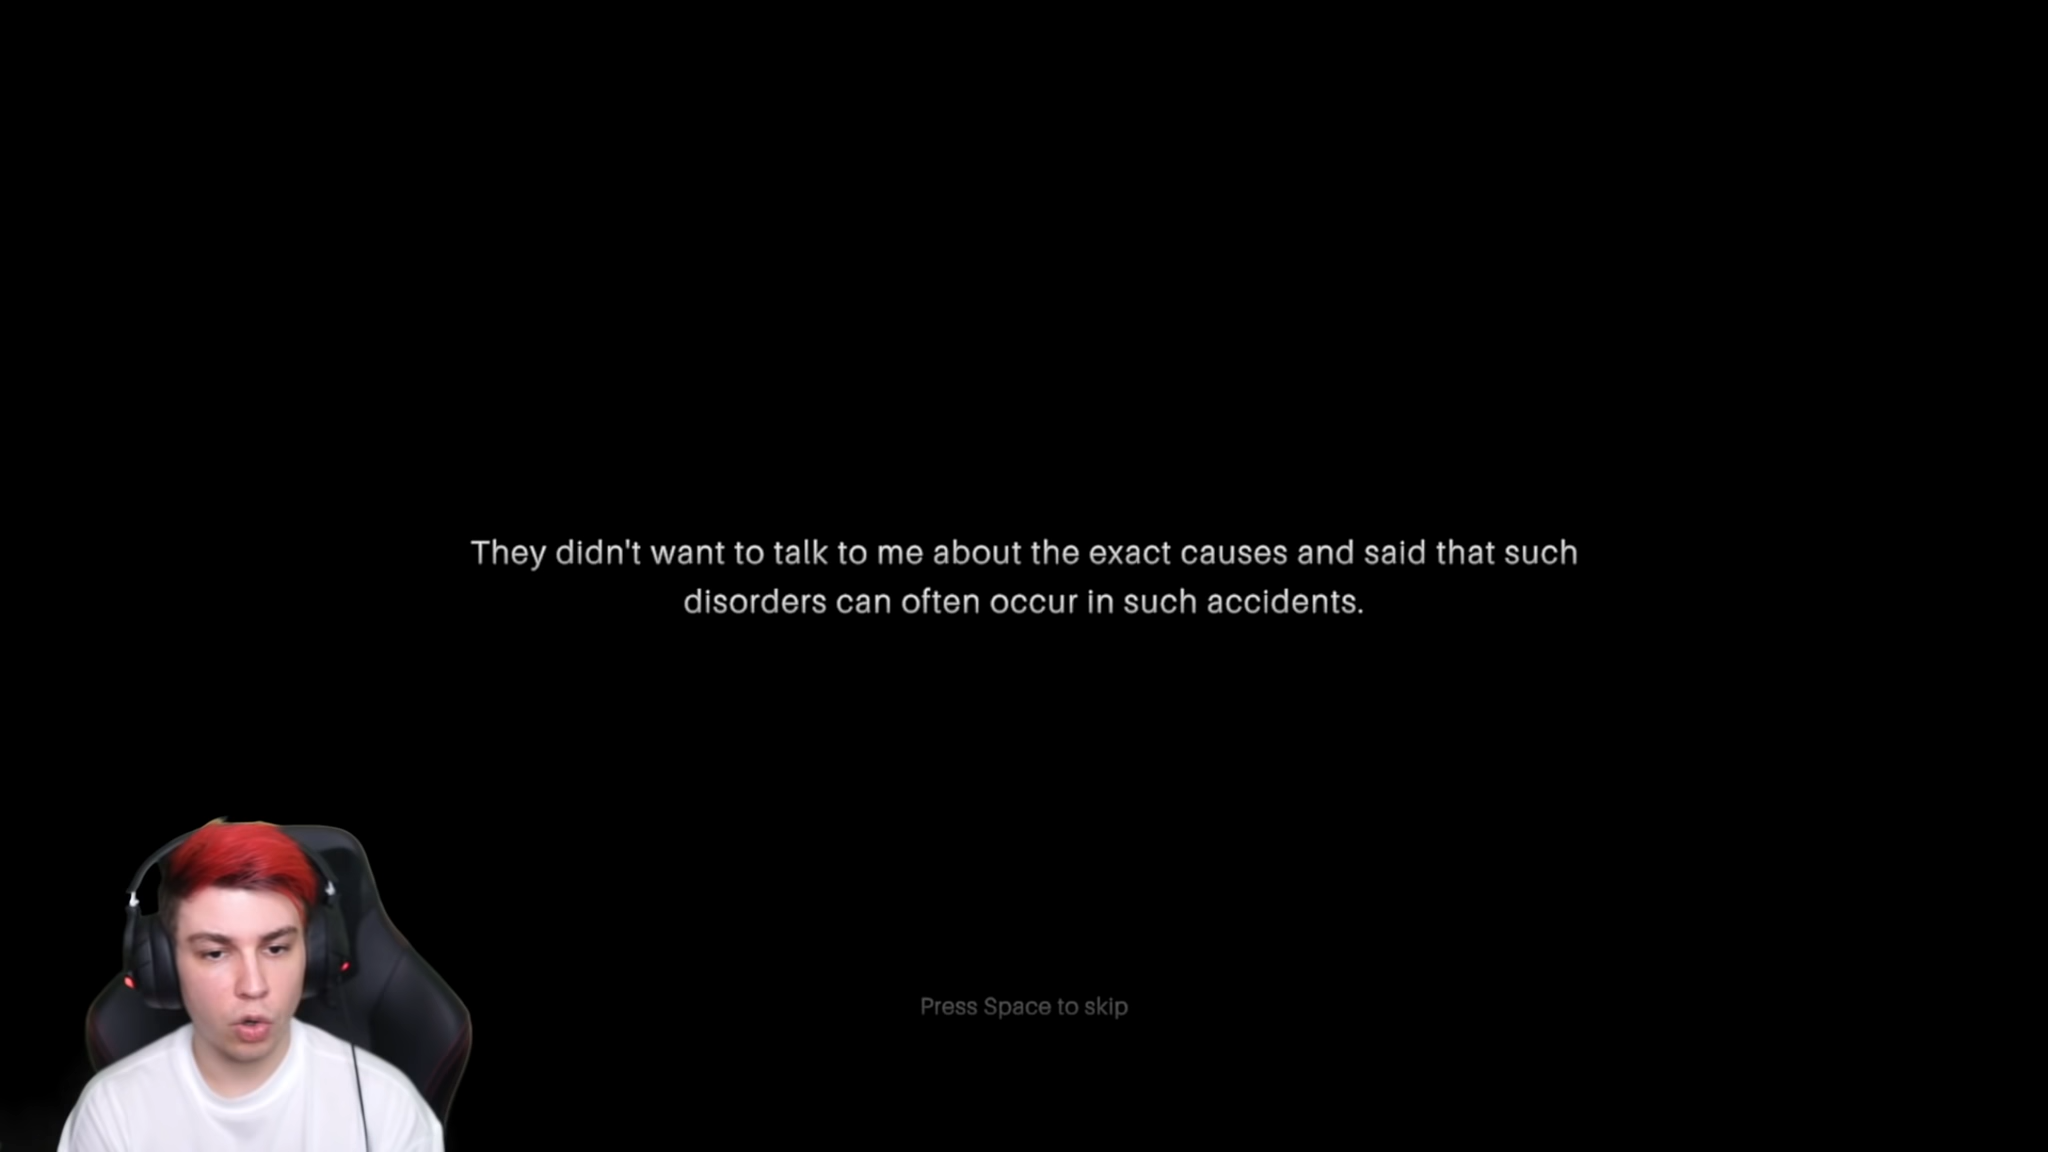 They didn't want to talk to me about the exact causes and said that such
disorders can often occur in such accidents.
Press Space to skip